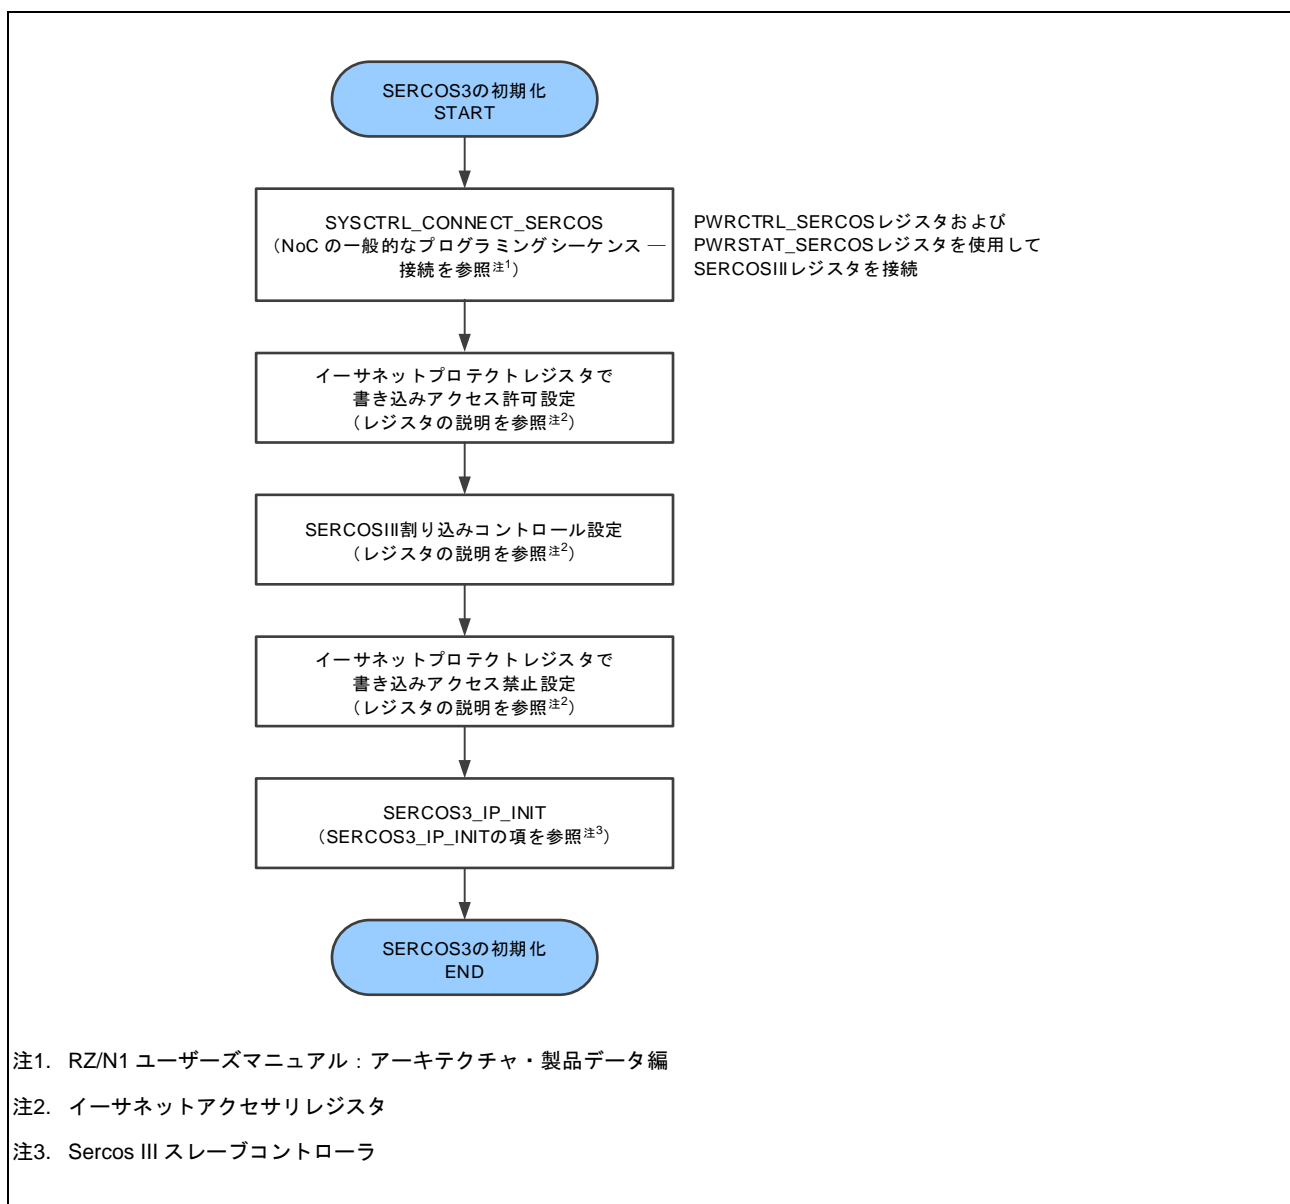 SERCOS3の初期化
START
SYSCTRL_CONNECT_SERCOS
（NoC の一般的なプログラミングシーケンス ―
接続を参照注1）
PWRCTRL_SERCOSレジスタおよび
PWRSTAT_SERCOSレジスタを使用して
SERCOSIIIレジスタを接続
イーサネットプロテクトレジスタで
書き込みアクセス許可設定
（レジスタの説明を参照注2）
SERCOSIII割り込みコントロール設定
（レジスタの説明を参照注2）
イーサネットプロテクトレジスタで
書き込みアクセス禁止設定
（レジスタの説明を参照注2）
SERCOS3_IP_INIT
（SERCOS3_IP_INITの項を参照注3）
SERCOS3の初期化
END
注1. RZ/N1 ユーザーズマニュアル：アーキテクチャ・製品データ編
注2. イーサネットアクセサリレジスタ
注3. Sercos III スレーブコントローラ